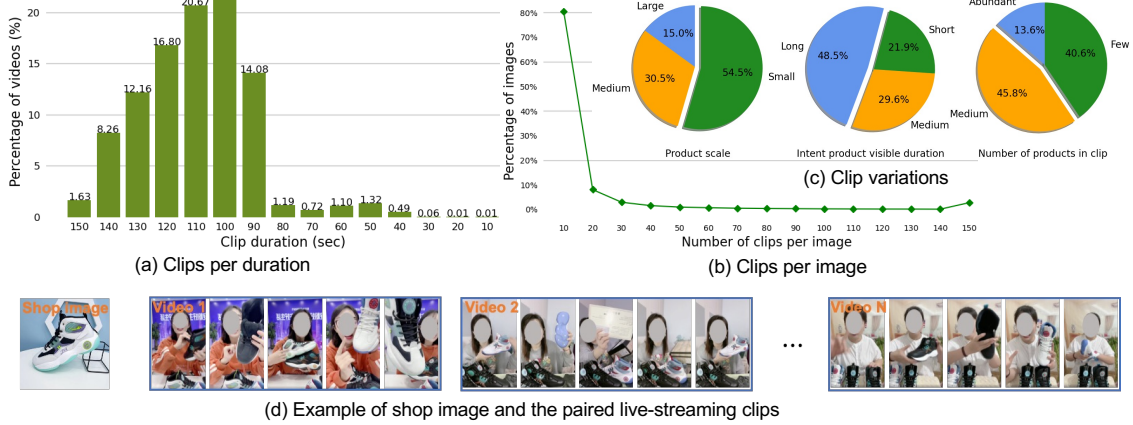 Percentage of videos (%)
20
15
10
5
0
1.63
8.26
12.16
16.80
20.67
14.08
1.19
0.72
1.10
1.32
0.49
0.06
0.01
0.01
150 140 130 120 110 100 90 80 70 60 50 40 30 20 10
Clip duration (sec)
(a) Clips per duration
Percentage of images
80%
70%
60%
50%
40%
30%
20%
10%
0%
10 20 30 40 50 60 70 80 90 100 110 120 130 140 150
Number of clips per image
(b) Clips per image
Large
15.0%
30.5%
54.5%
Medium
Small
Product scale
Long
48.5%
21.9%
Short
29.6%
Medium
Intent product visible duration
Abundant
13.6%
40.6%
Few
45.8%
Medium
Number of products in clip
(c) Clip variations
Shop image
Video 1
Video 2
...
Video N
(d) Example of shop image and the paired live-streaming clips